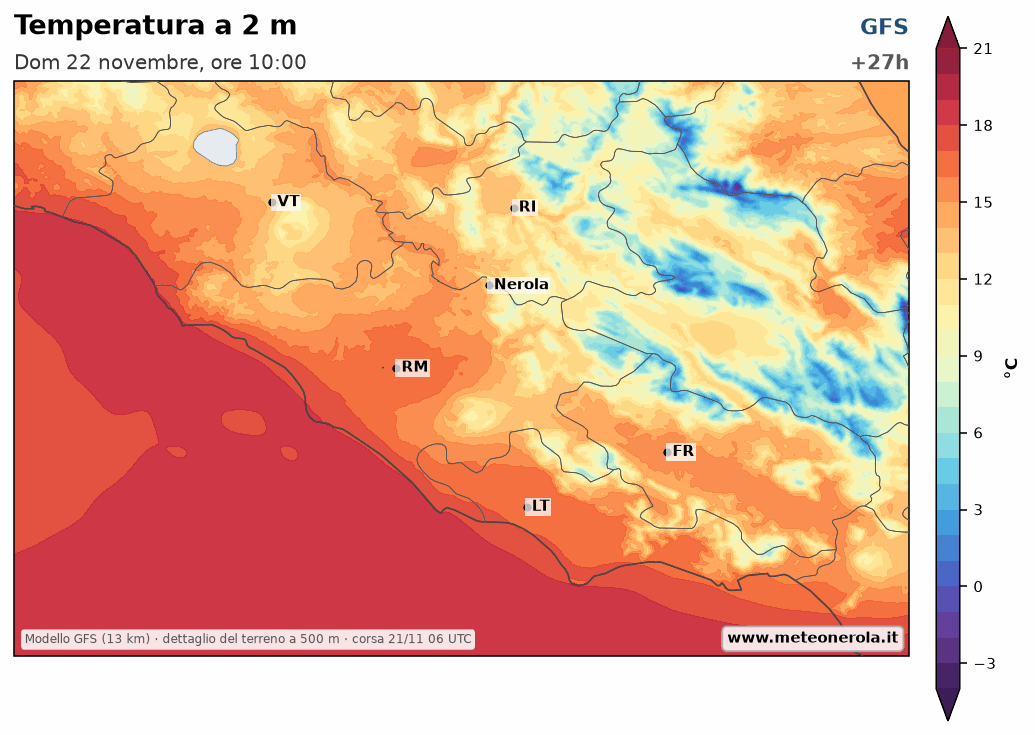 Temperatura a 2 m
GFS
Dom 22 novembre, ore 10:00
+27h
VT
RI
Nerola
RM
FR
LT
21
18
15
12
9
6
3
0
−3
°C
Modello GFS (13 km) · dettaglio del terreno a 500 m · corsa 21/11 06 UTC
www.meteonerola.it